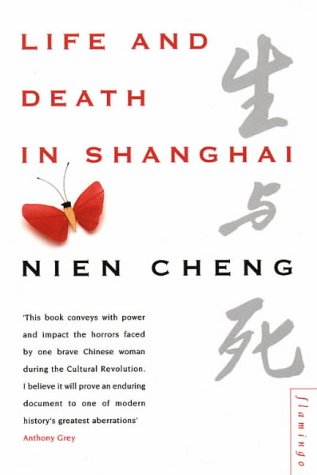 LIFE AND
DEATH
IN SHANGHAI
生
与
死
NIEN CHENG
'This book conveys with power
and impact the horrors faced
by one brave Chinese woman
during the Cultural Revolution.
I believe it will prove an enduring
document to one of modern
history's greatest aberrations'
Anthony Grey
flamingo